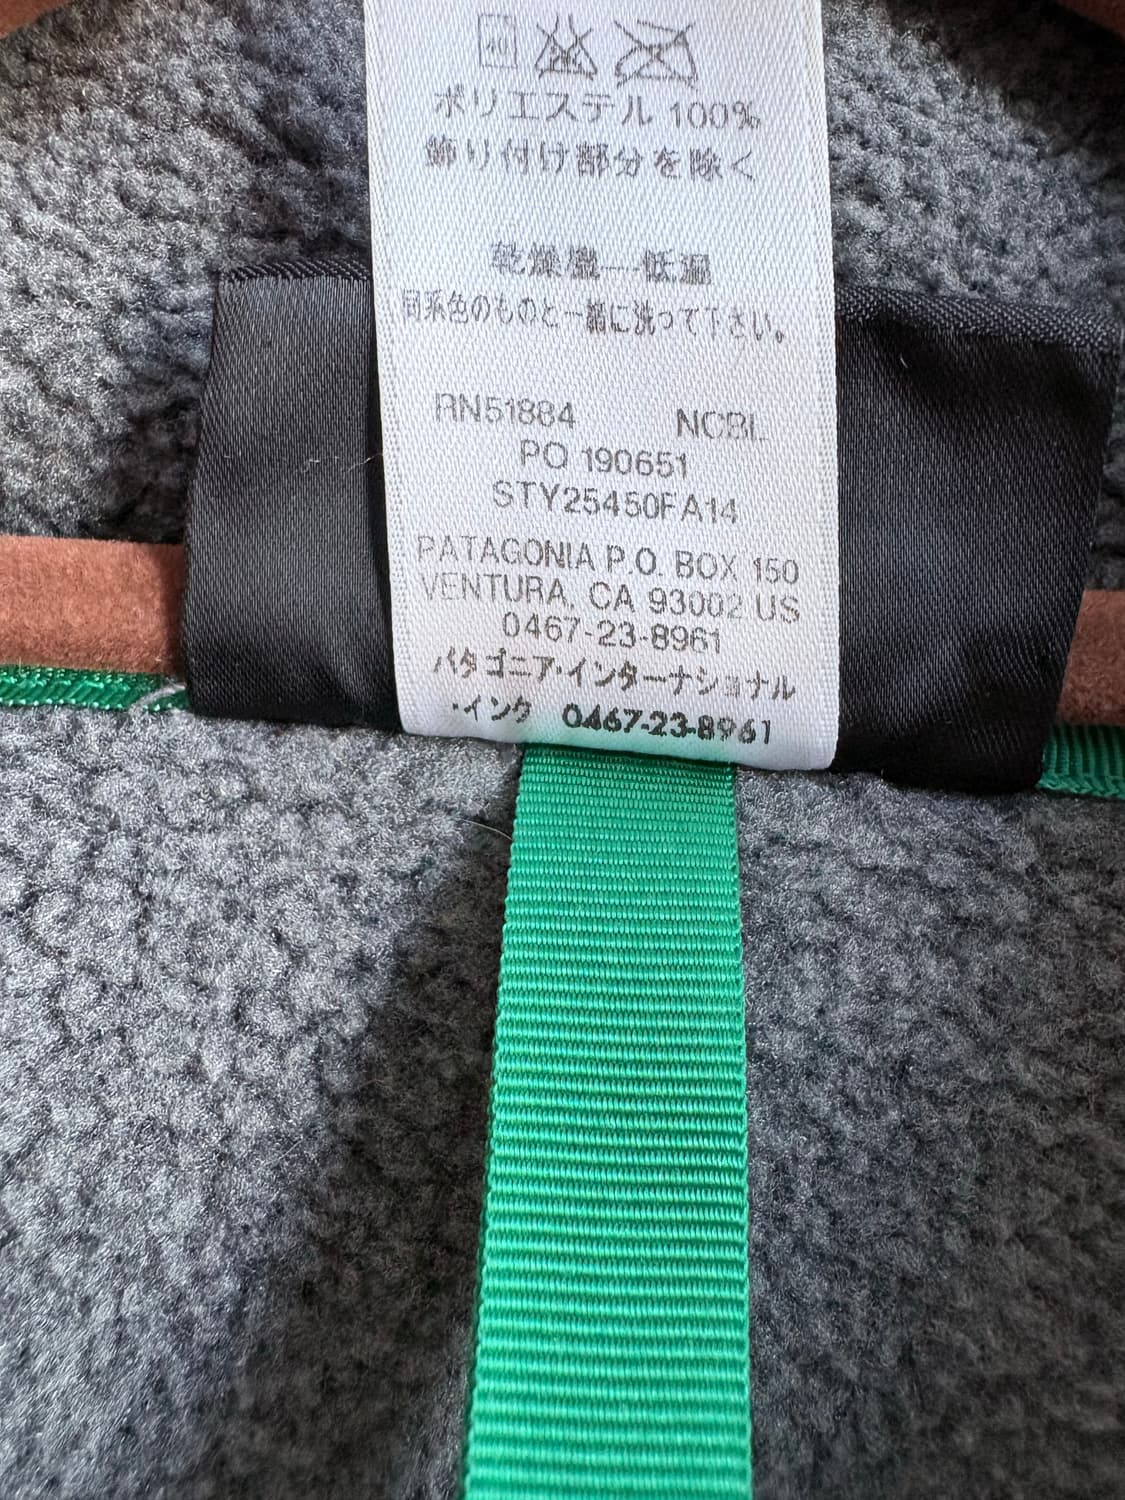 40
ポリエステル 100%
飾り付け部分を除く
乾燥温---低温
同系色のものと一緒に洗って下さい。
RN51884 NCBL
PO 190651
STY25450FA14
PATAGONIA P.O. BOX 150
VENTURA, CA 93002 US
0467-23-8961
パタゴニア・インターナショナル
・インク 0467-23-8961